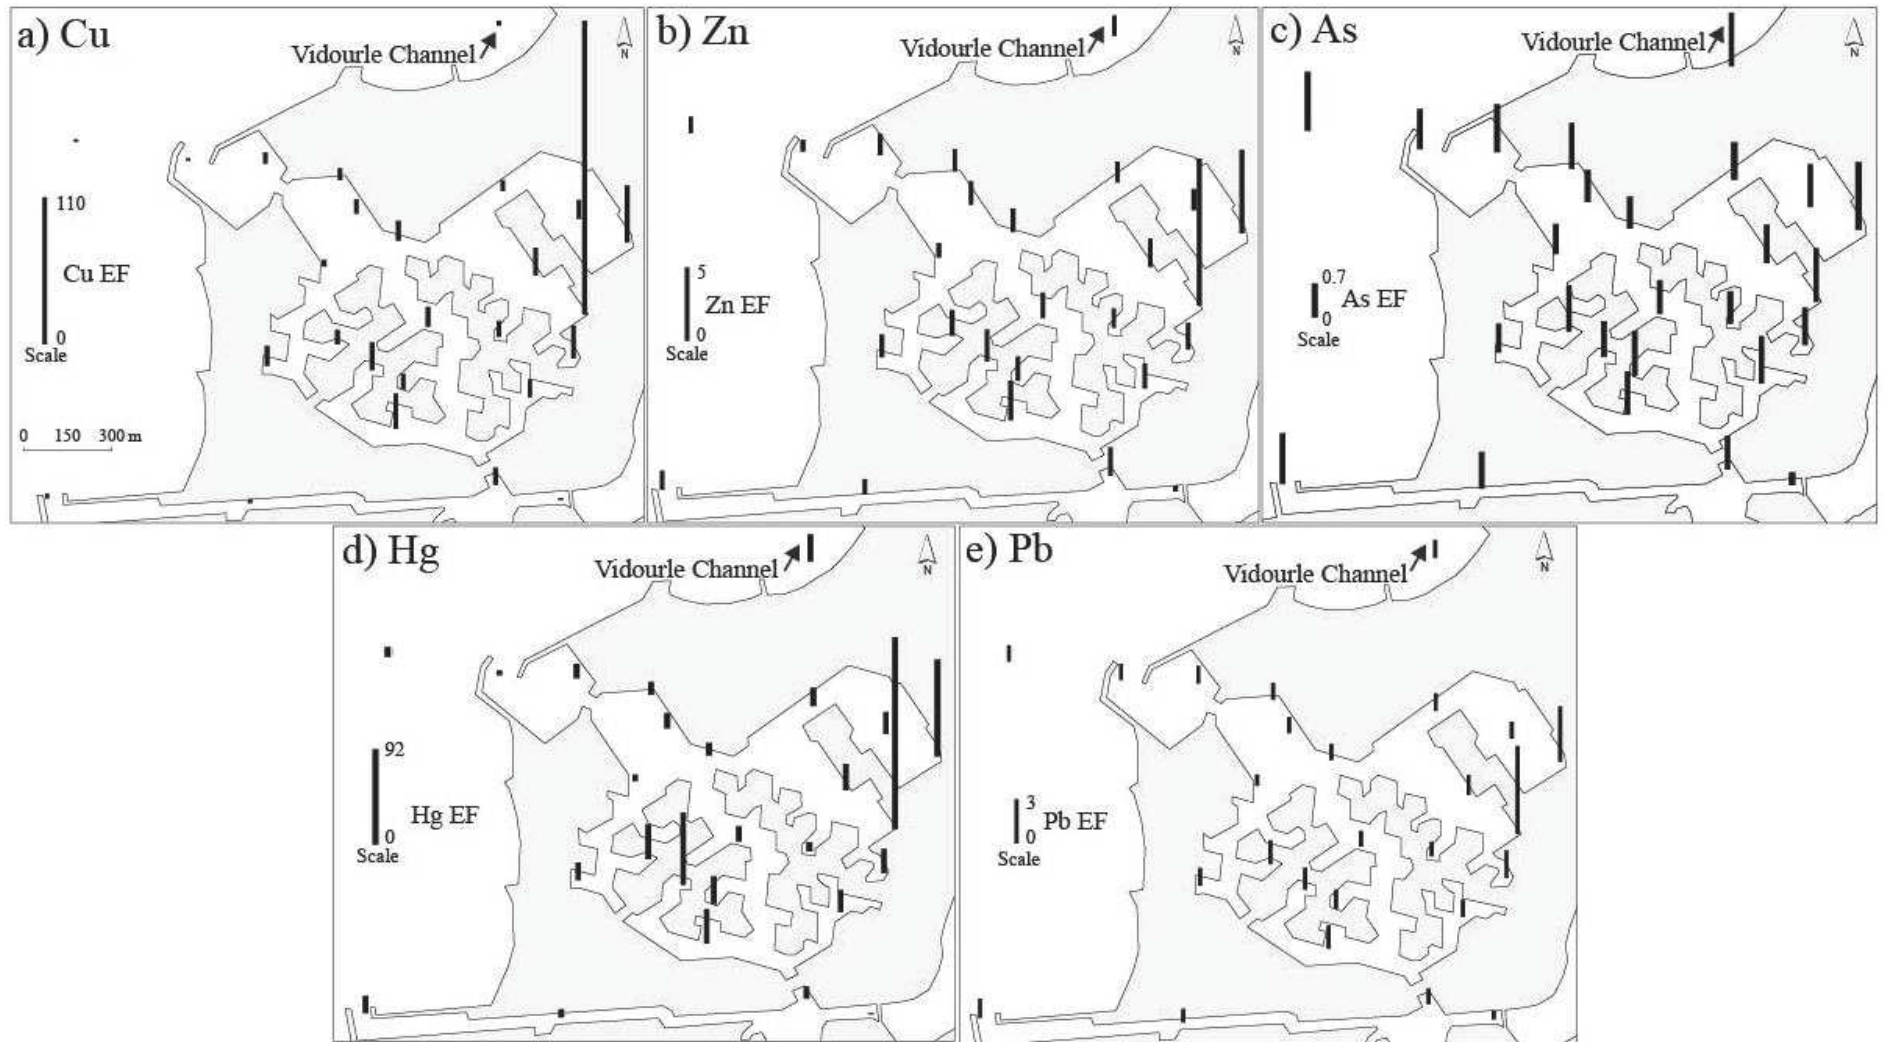 a) Cu
Vidourle Channel
N
110
Cu EF
0
Scale
0 150 300 m
b) Zn
Vidourle Channel
N
5
Zn EF
0
Scale
c) As
Vidourle Channel
N
0.7
As EF
0
Scale
d) Hg
Vidourle Channel
N
92
Hg EF
0
Scale
e) Pb
Vidourle Channel
N
3
Pb EF
0
Scale